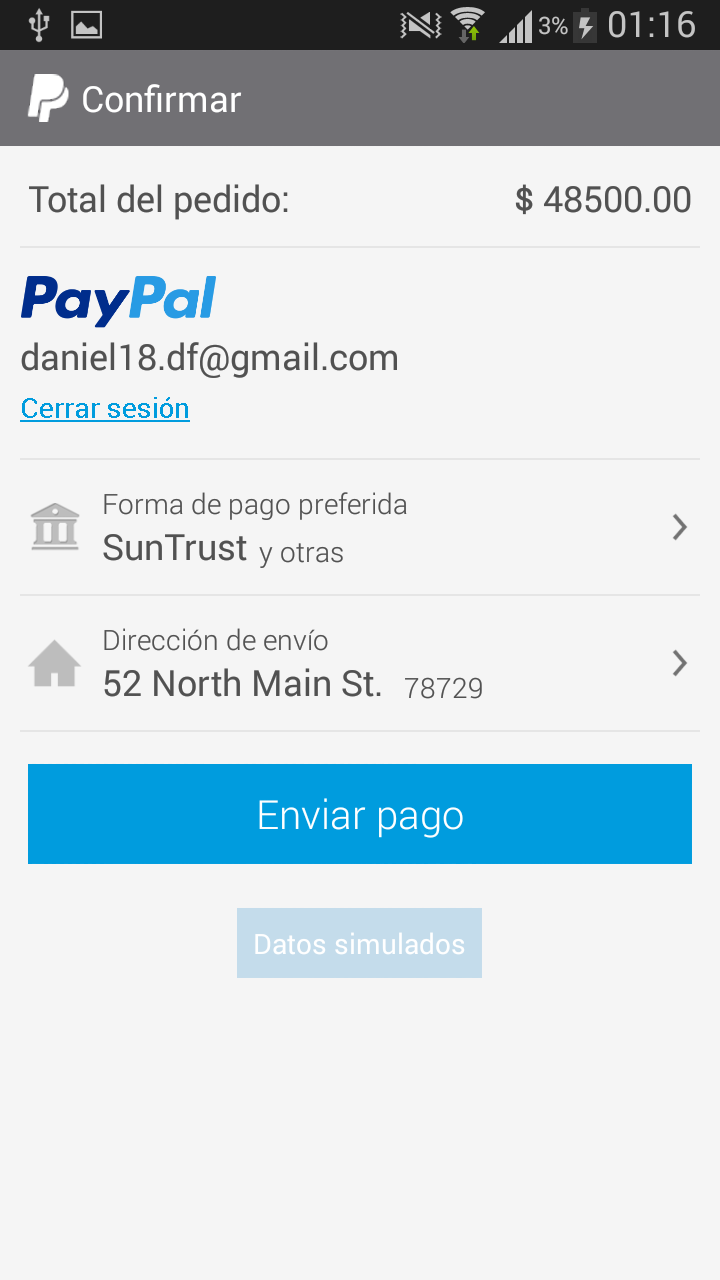 3% 01:16
Confirmar
Total del pedido: $ 48500.00
PayPal
daniel18.df@gmail.com
Cerrar sesión
Forma de pago preferida
SunTrust y otras
Dirección de envío
52 North Main St. 78729
Enviar pago
Datos simulados